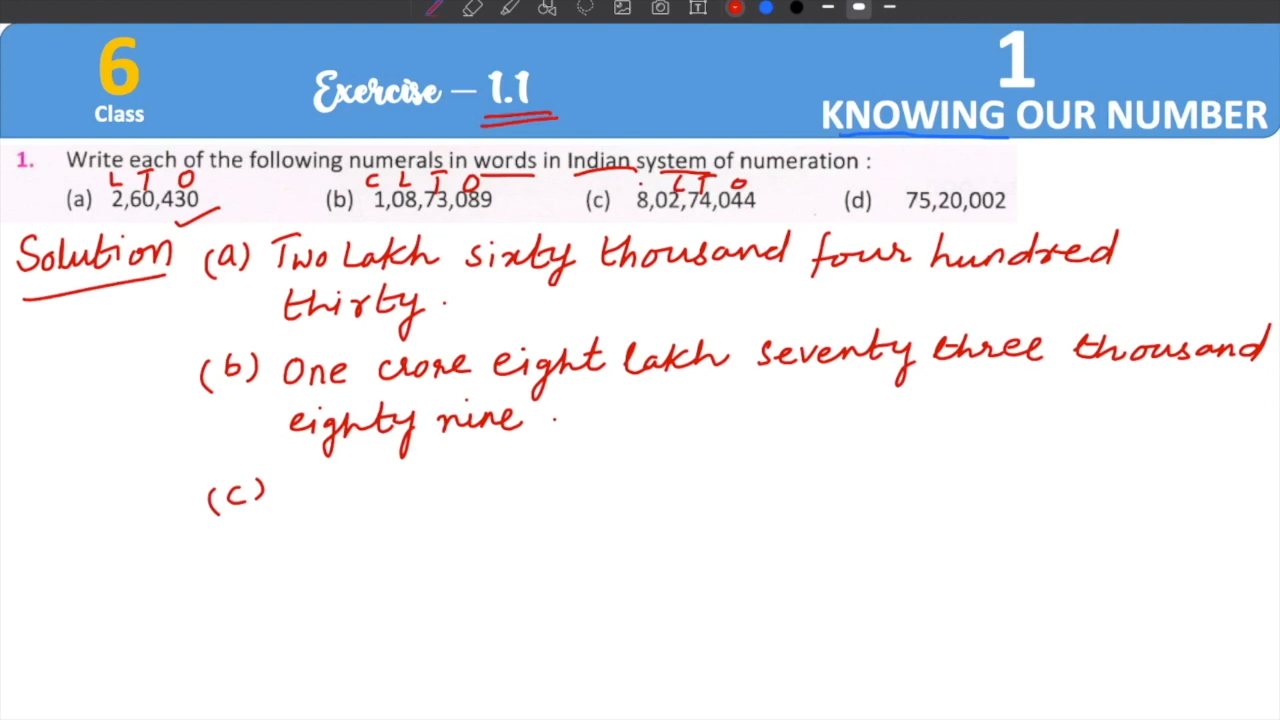 6
Class
Exercise – 1.1
1
KNOWING OUR NUMBER
1. Write each of the following numerals in words in Indian system of numeration :
L T O C L T O L T O
(a) 2,60,430 (b) 1,08,73,089 (c) 8,02,74,044 (d) 75,20,002
Solution (a) Two Lakh sixty thousand four hundred
thirty.
(b) One crore eight lakh seventy three thousand
eighty nine.
(c)